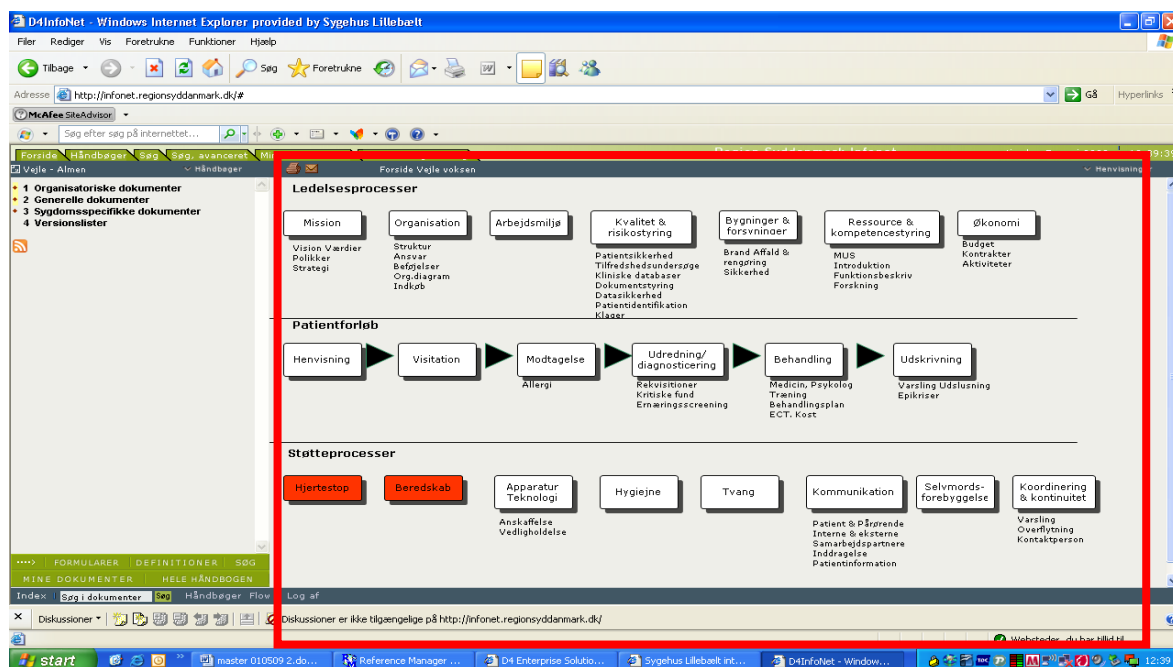 D4InfoNet - Windows Internet Explorer provided by Sygehus Lillebælt
Filer Rediger Vis Foretrukne Funktioner Hjælp
Tilbage Søg Foretrukne
Adresse http://infonet.regionsyddanmark.dk/# Gå Hyperlinks
McAfee SiteAdvisor
Søg efter søg på internettet...
Forside Håndbøger Søg Søg, avanceret
Vejle - Almen Håndbøger
Forside Vejle voksen Henvisninger
1 Organisatoriske dokumenter
2 Generelle dokumenter
3 Sygdomsspecifikke dokumenter
4 Versionslister
Ledelsesprocesser
Mission
Vision Værdier
Polikker
Strategi
Organisation
Struktur
Ansvar
Beføjelser
Org.diagram
Indkøb
Arbejdsmiljø
Kvalitet &
risikostyring
Patientsikkerhed
Tilfredshedsundersøge
Kliniske databaser
Dokumentstyring
Datasikkerhed
Patientidentifikation
Klager
Bygninger &
forsyninger
Brand Affald &
rengøring
Sikkerhed
Ressource &
kompetencestyring
MUS
Introduktion
Funktionsbeskriv
Forskning
Økonomi
Budget
Kontrakter
Aktiviteter
Patientforløb
Henvisning
Visitation
Modtagelse
Allergi
Udredning/
diagnosticering
Rekvisitioner
Kritiske fund
Ernæringsscreening
Behandling
Medicin, Psykolog
Træning
Behandlingsplan
ECT. Kost
Udskrivning
Varsling Udslusning
Epikriser
Støtteprocesser
Hjertestop
Beredskab
Apparatur
Teknologi
Anskaffelse
Vedligholdelse
Hygiejne
Tvang
Kommunikation
Patient & Pårørende
Interne & eksterne
Samarbejdspartnere
Inddragelse
Patientinformation
Selvmords-
forebyggelse
Koordinering
& kontinuitet
Varsling
Overflytning
Kontaktperson
FORMULARER DEFINITIONER SØG
MINE DOKUMENTER HELE HÅNDBOGEN
Index Søg i dokumenter Søg Håndbøger Flow Log af
Diskussioner Diskussioner er ikke tilgængelige på http://infonet.regionsyddanmark.dk/
Websteder, du har tillid til
start master 010509 2.do... Reference Manager ... D4 Enterprise Solutio... Sygehus Lillebælt int... D4InfoNet - Window...